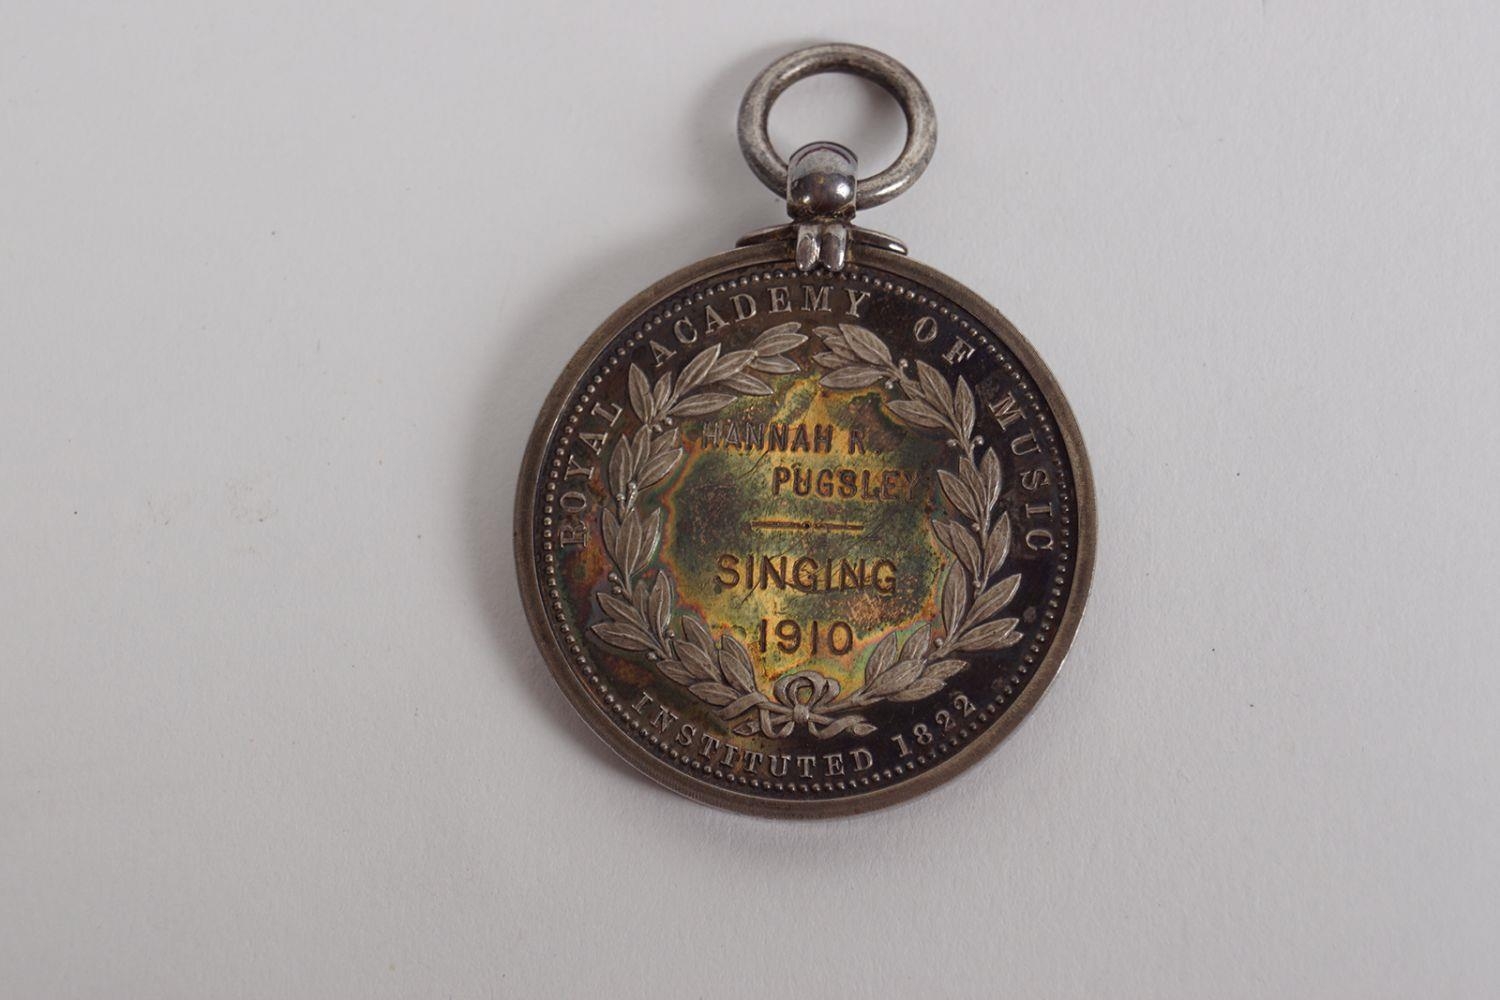 ROYAL ACADEMY OF MUSIC
HANNAH R.
PUGSLEY
SINGING
1910
INSTITUTED 1822